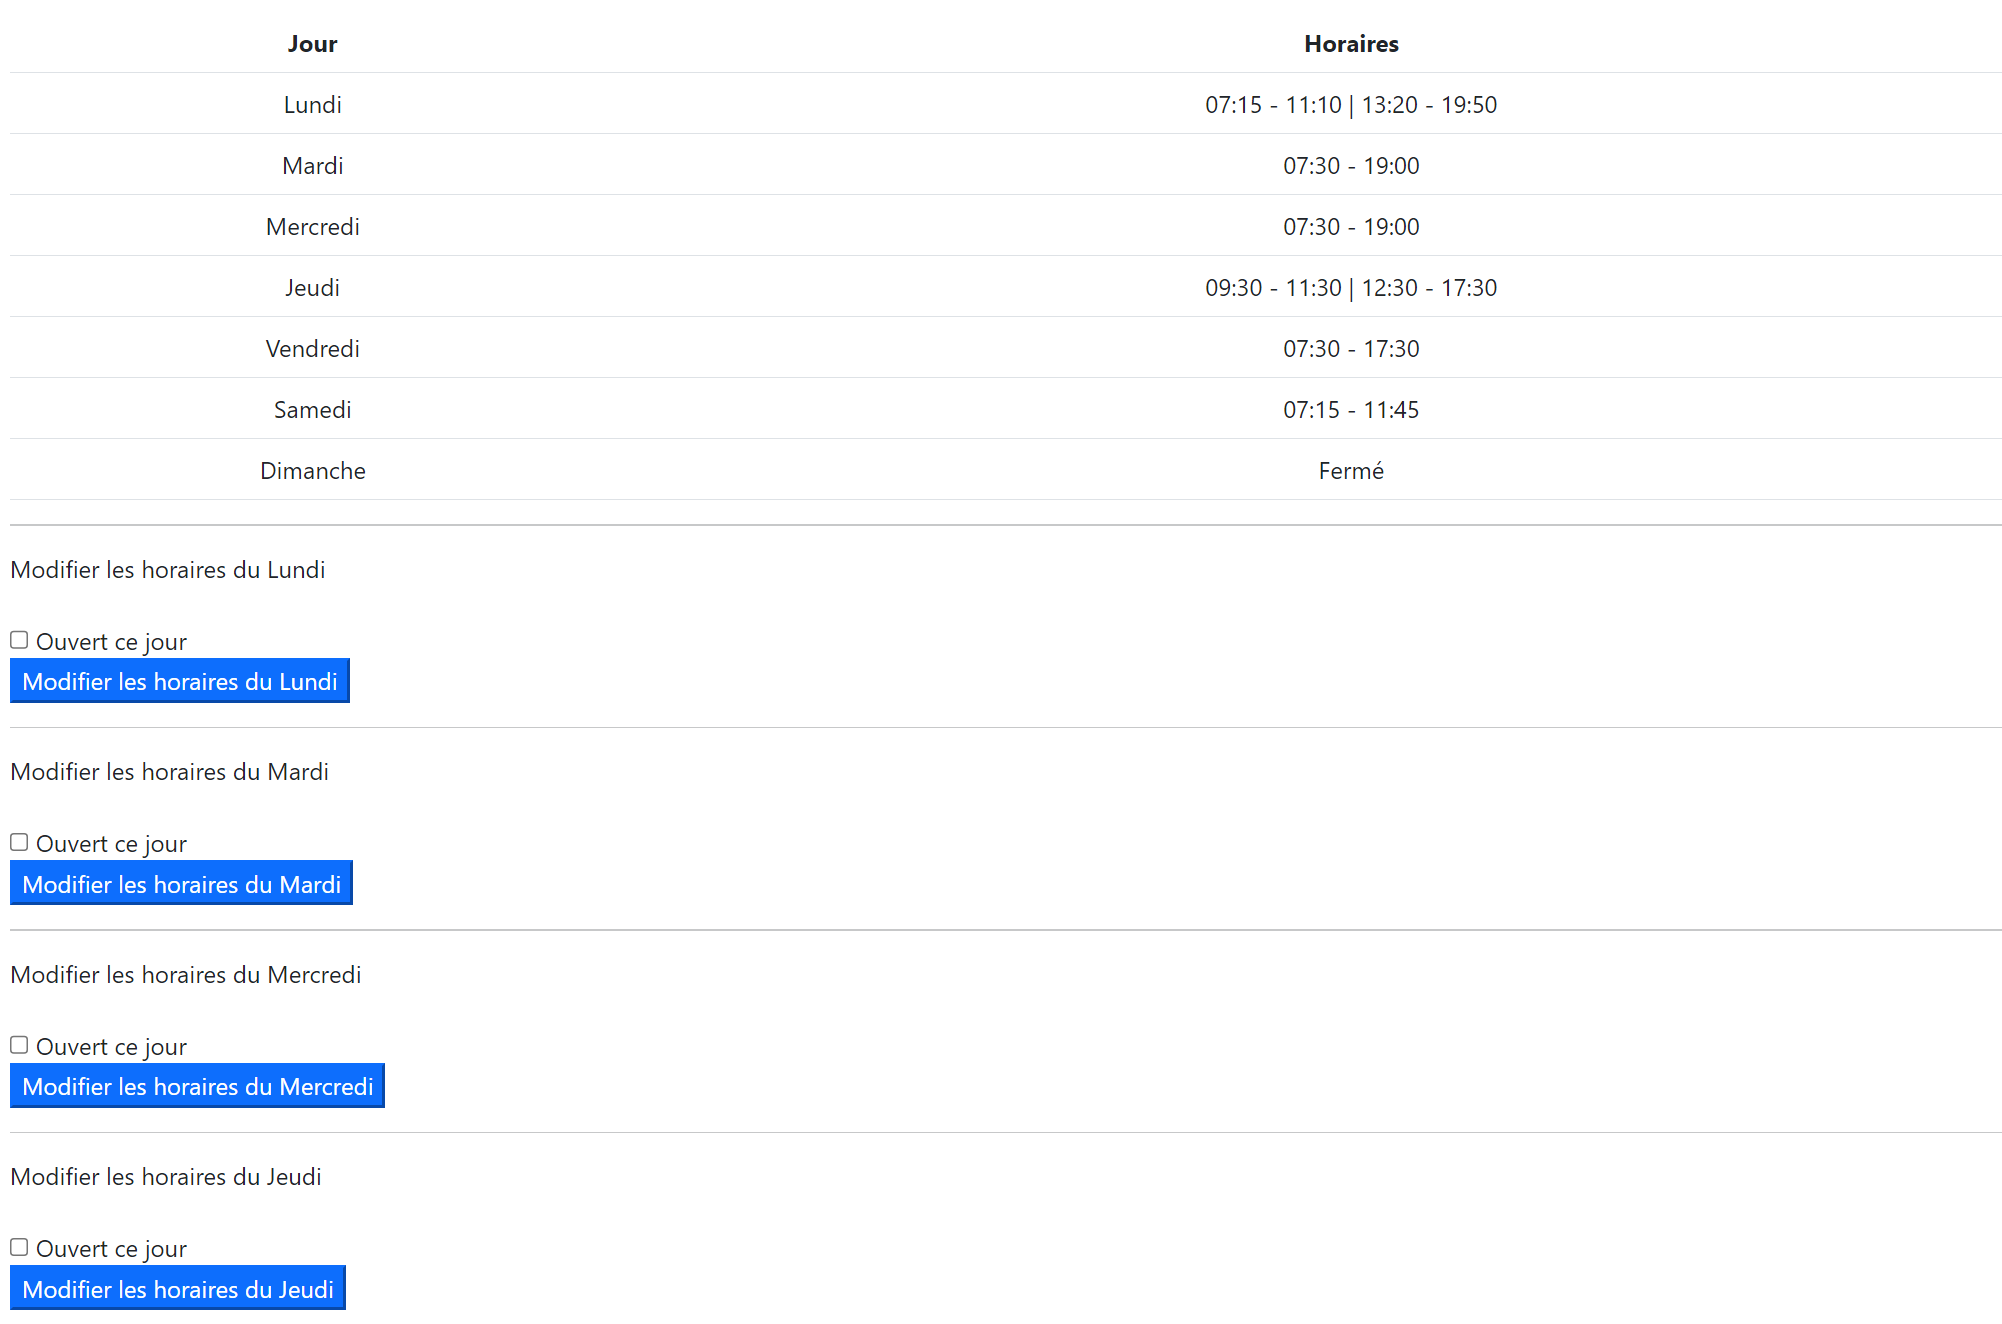 Jour Horaires
Lundi 07:15 - 11:10 | 13:20 - 19:50
Mardi 07:30 - 19:00
Mercredi 07:30 - 19:00
Jeudi 09:30 - 11:30 | 12:30 - 17:30
Vendredi 07:30 - 17:30
Samedi 07:15 - 11:45
Dimanche Fermé
Modifier les horaires du Lundi
Ouvert ce jour
Modifier les horaires du Lundi
Modifier les horaires du Mardi
Ouvert ce jour
Modifier les horaires du Mardi
Modifier les horaires du Mercredi
Ouvert ce jour
Modifier les horaires du Mercredi
Modifier les horaires du Jeudi
Ouvert ce jour
Modifier les horaires du Jeudi